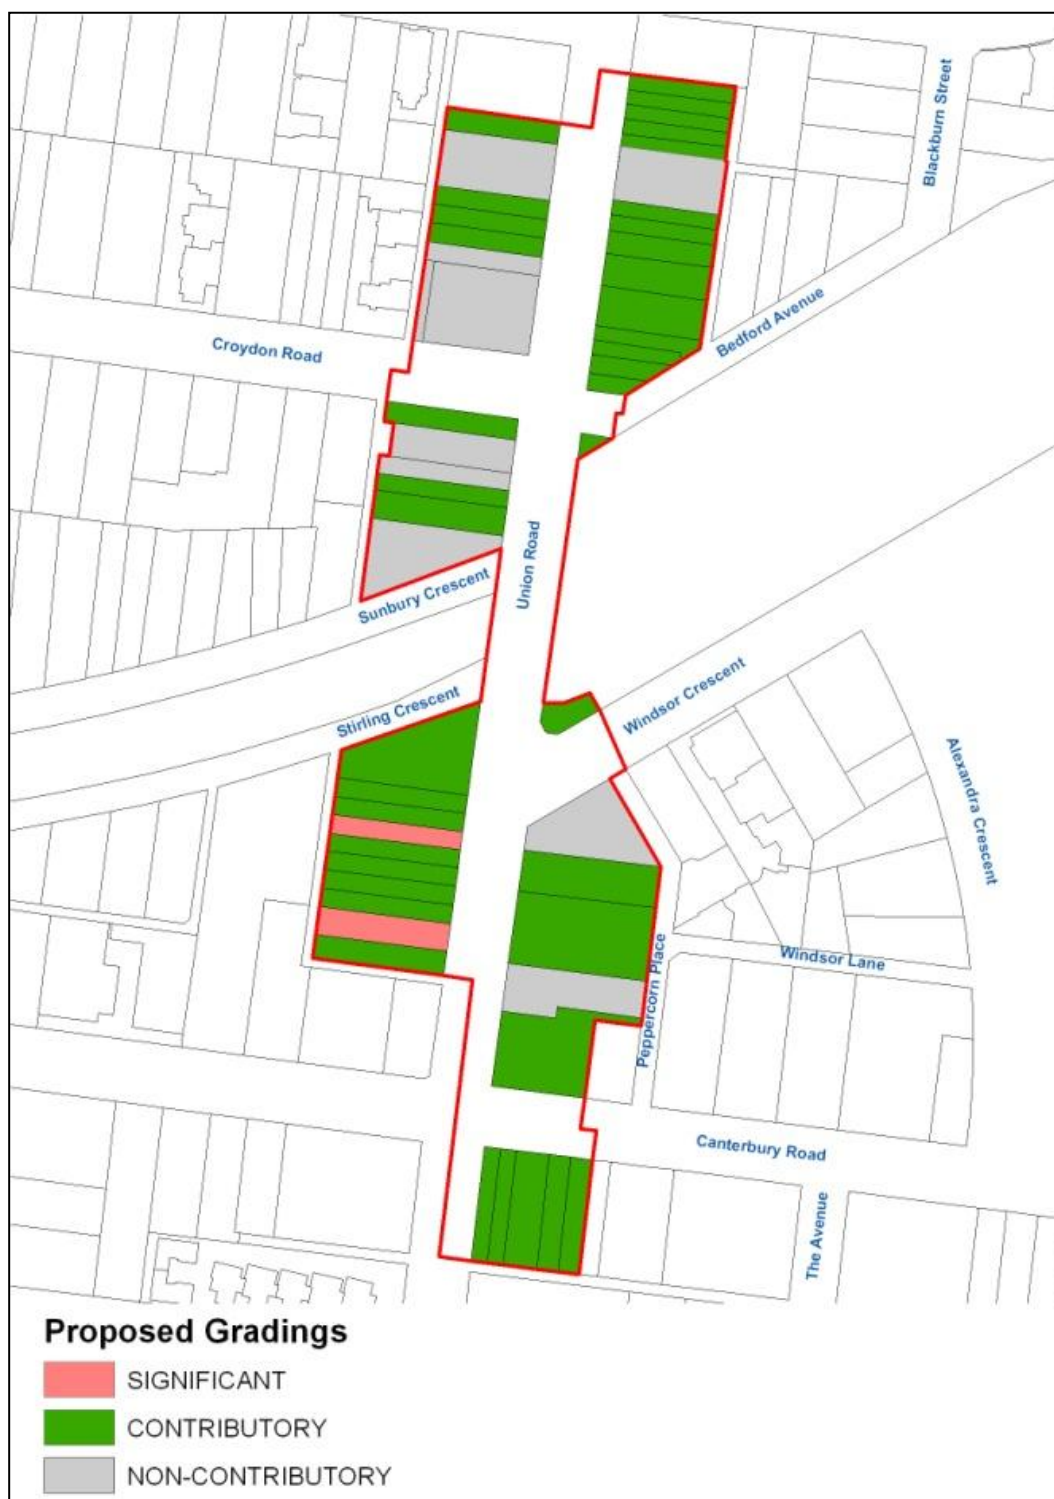 Blackburn Street
Bedford Avenue
Croydon Road
Union Road
Sunbury Crescent
Stirling Crescent
Windsor Crescent
Alexandra Crescent
Windsor Lane
Peppercorn Place
Canterbury Road
The Avenue
Proposed Gradings
SIGNIFICANT
CONTRIBUTORY
NON-CONTRIBUTORY